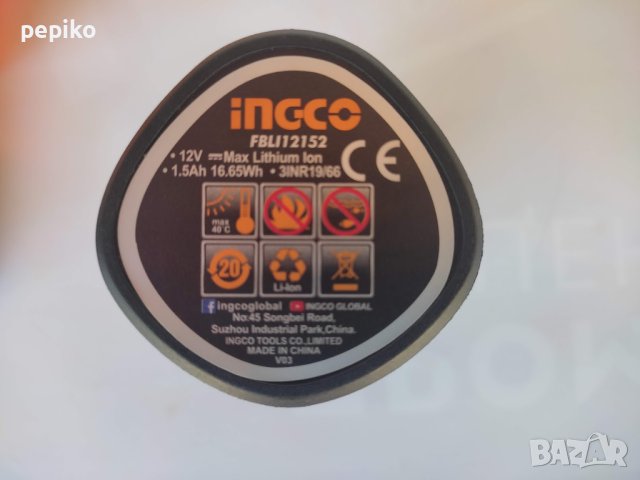 pepiko
INGCO
FBLI12152
• 12V ⎓ Max Lithium Ion
• 1.5Ah 16.65Wh • 3INR19/66
CE
max
40°C
20
Li-Ion
ingcoglobal INGCO GLOBAL
No:45 Songbei Road,
Suzhou Industrial Park,China.
INGCO TOOLS CO.,LIMITED
MADE IN CHINA
V03
BAZAR